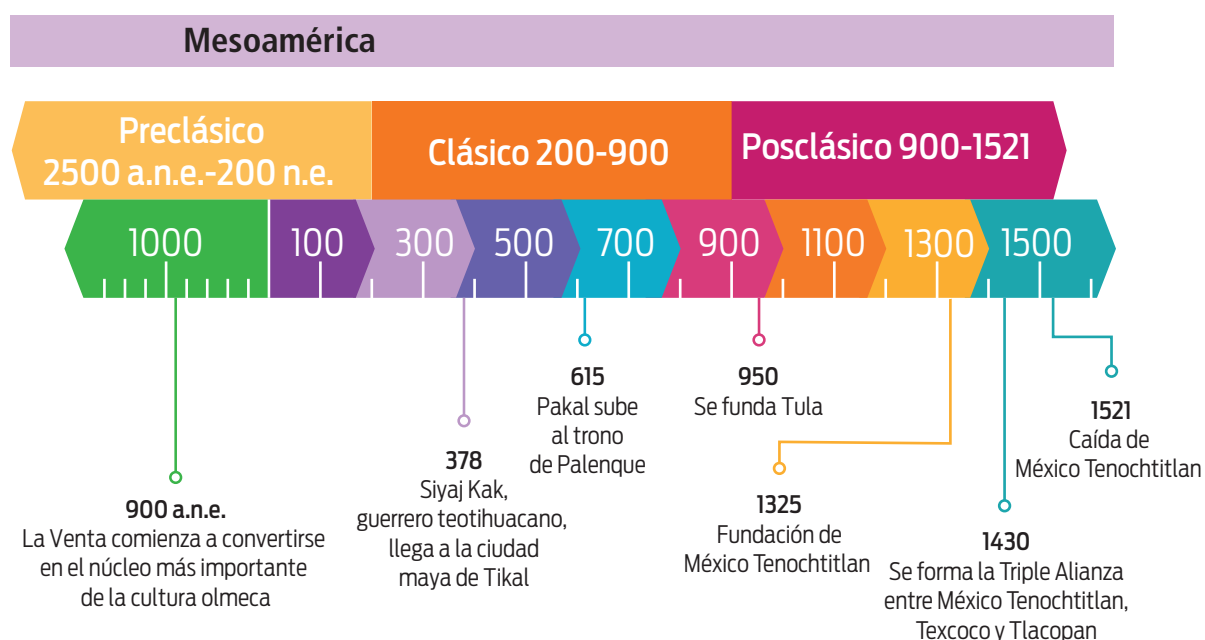 Mesoamérica
Preclásico
2500 a.n.e.-200 n.e.
Clásico 200-900
Posclásico 900-1521
1000
100
300
500
700
900
1100
1300
1500
900 a.n.e.
La Venta comienza a convertirse
en el núcleo más importante
de la cultura olmeca
378
Siyaj Kak,
guerrero teotihuacano,
llega a la ciudad
maya de Tikal
615
Pakal sube
al trono
de Palenque
950
Se funda Tula
1325
Fundación de
México Tenochtitlan
1430
Se forma la Triple Alianza
entre México Tenochtitlan,
Texcoco y Tlacopan
1521
Caída de
México Tenochtitlan